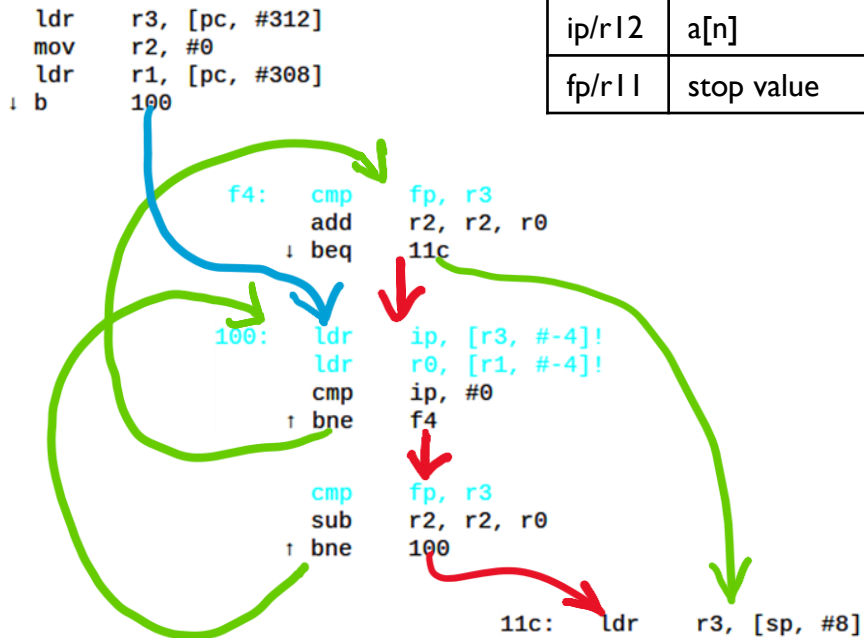 ldr r3, [pc, #312]
mov r2, #0
ldr r1, [pc, #308]
↓ b 100
ip/r12 a[n]
fp/r11 stop value
f4: cmp fp, r3
add r2, r2, r0
↓ beq 11c
100: ldr ip, [r3, #-4]!
ldr r0, [r1, #-4]!
cmp ip, #0
↑ bne f4
cmp fp, r3
sub r2, r2, r0
↑ bne 100
11c: ldr r3, [sp, #8]